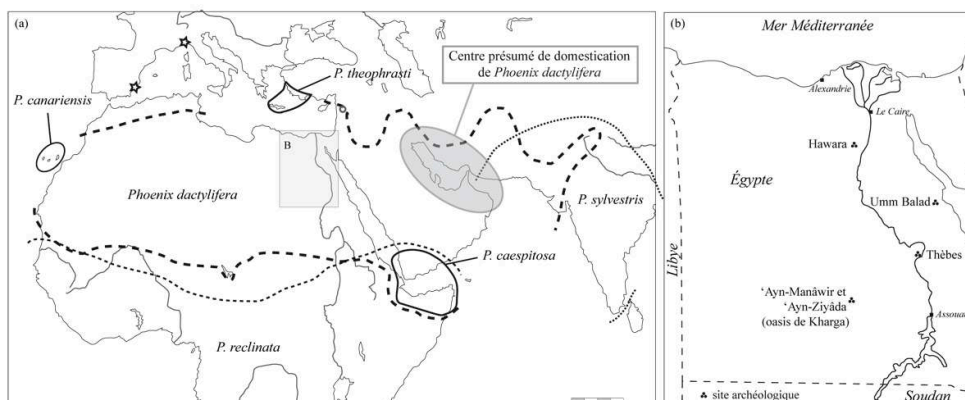 (a)
P. theophrasti
Centre présumé de domestication
de Phoenix dactylifera
P. canariensis
B
Phoenix dactylifera
P. sylvestris
P. caespitosa
P. reclinata
(b)
Mer Méditerranée
Alexandrie
Le Caire
Hawara
Égypte
Umm Balad
Libye
Thèbes
‘Ayn-Manâwir et
‘Ayn-Ziyâda
(oasis de Kharga)
Assouan
site archéologique
Soudan